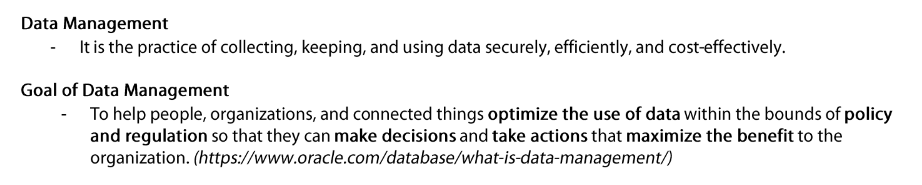 Data Management
- It is the practice of collecting, keeping, and using data securely, efficiently, and cost-effectively.
Goal of Data Management
- To help people, organizations, and connected things optimize the use of data within the bounds of policy
and regulation so that they can make decisions and take actions that maximize the benefit to the
organization. (https://www.oracle.com/database/what-is-data-management/)